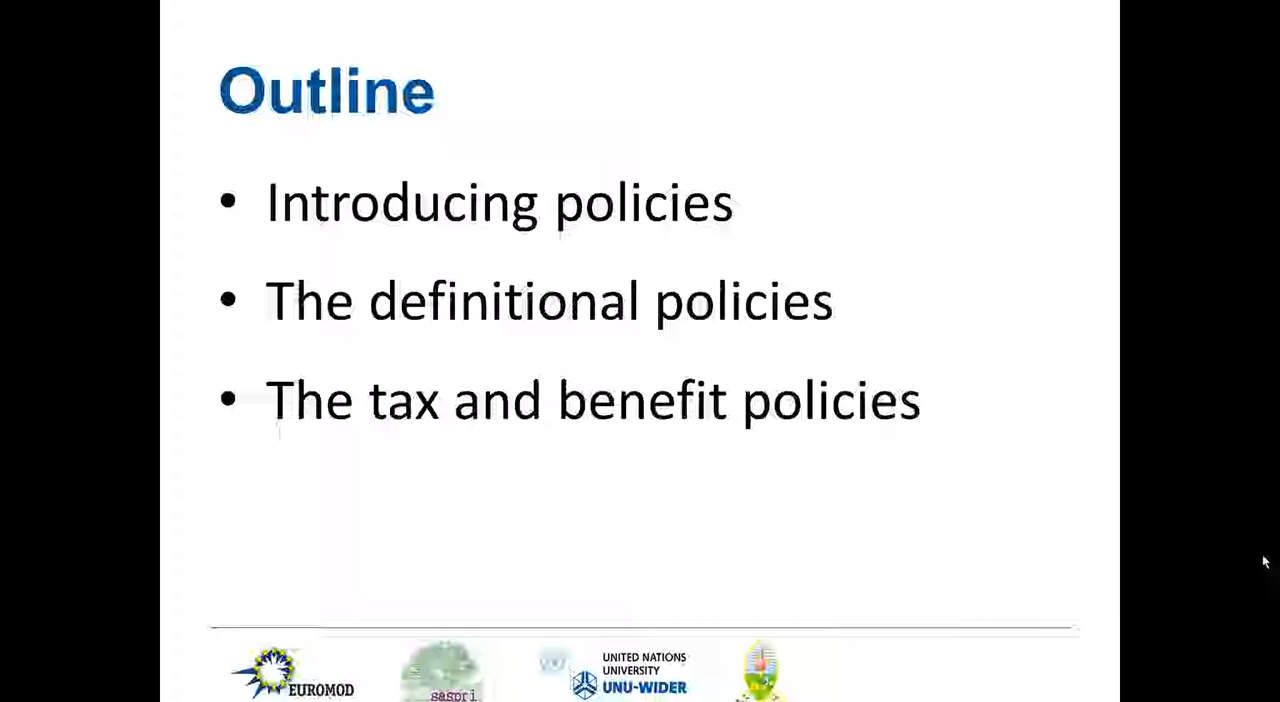 Outline
• Introducing policies
• The definitional policies
• The tax and benefit policies
EUROMOD
saspri
UNITED NATIONS
UNIVERSITY
UNU-WIDER